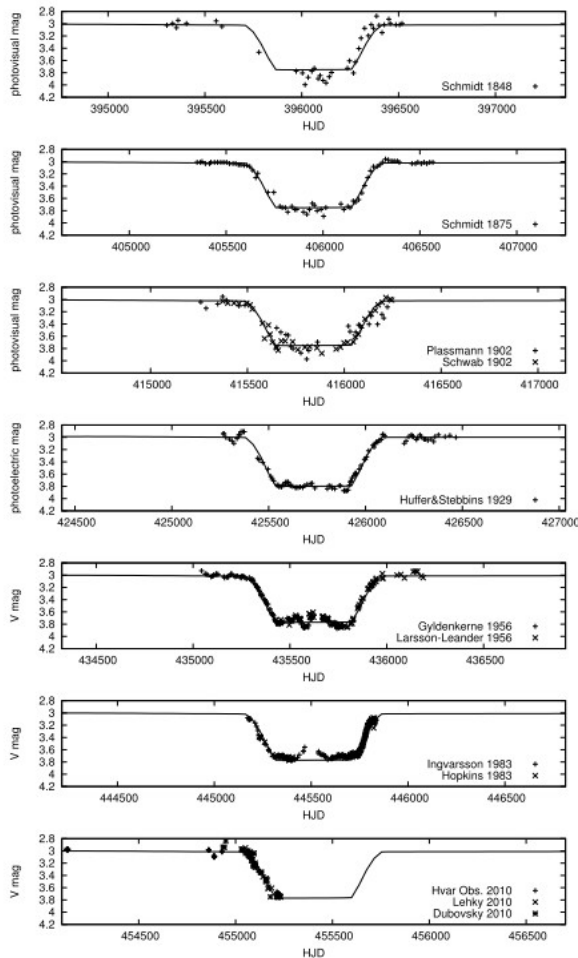 2.8
3
3.2
3.4
3.6
3.8
4
4.2
photovisual mag
Schmidt 1848
395000 395500 396000 396500 397000
HJD
2.8
3
3.2
3.4
3.6
3.8
4
4.2
photovisual mag
Schmidt 1875
405000 405500 406000 406500 407000
HJD
2.8
3
3.2
3.4
3.6
3.8
4
4.2
photovisual mag
Plassmann 1902
Schwab 1902
415000 415500 416000 416500 417000
HJD
2.8
3
3.2
3.4
3.6
3.8
4
4.2
photoelectric mag
Huffer&Stebbins 1929
424500 425000 425500 426000 426500 427000
HJD
2.8
3
3.2
3.4
3.6
3.8
4
4.2
V mag
Gyldenkerne 1956
Larsson-Leander 1956
434500 435000 435500 436000 436500
HJD
2.8
3
3.2
3.4
3.6
3.8
4
4.2
V mag
Ingvarsson 1983
Hopkins 1983
444500 445000 445500 446000 446500
HJD
2.8
3
3.2
3.4
3.6
3.8
4
4.2
V mag
Hvar Obs. 2010
Lehky 2010
Dubovsky 2010
454500 455000 455500 456000 456500
HJD